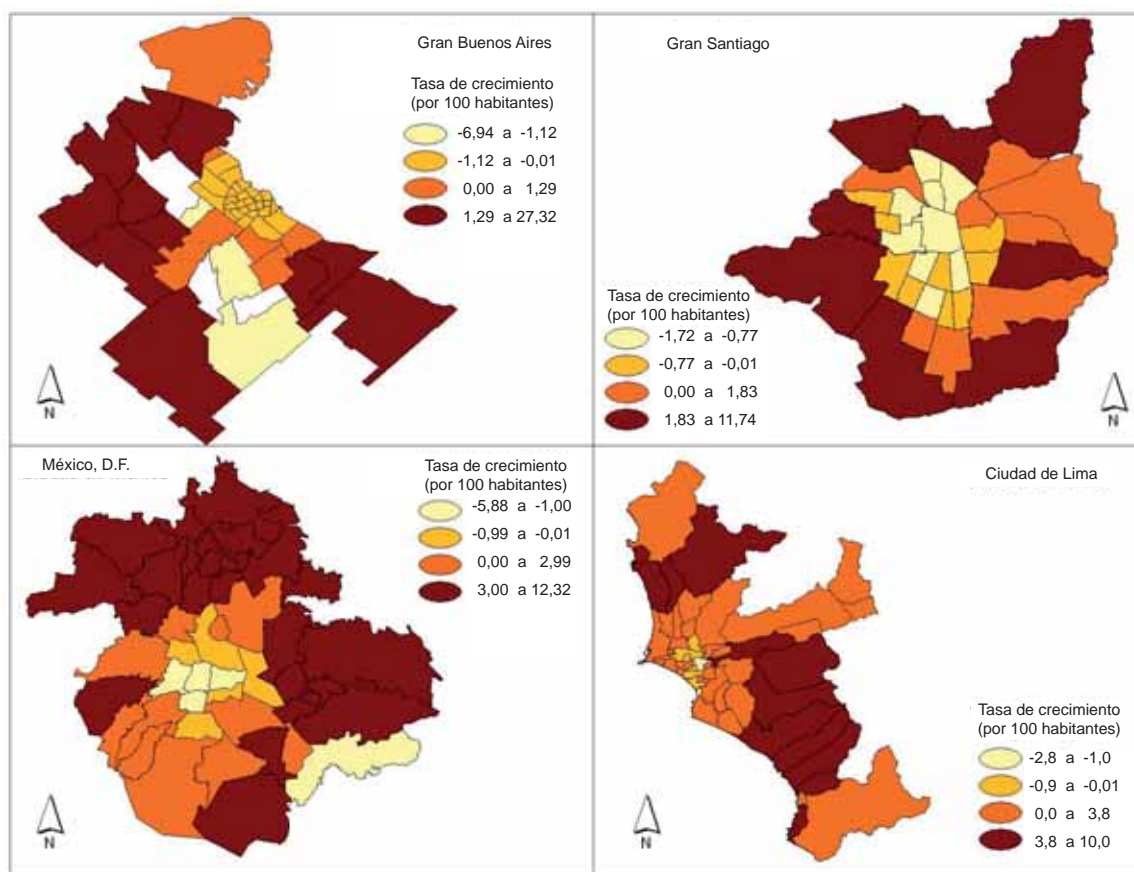 Gran Buenos Aires
Tasa de crecimiento
(por 100 habitantes)
-6,94 a -1,12
-1,12 a -0,01
0,00 a 1,29
1,29 a 27,32
N
Gran Santiago
Tasa de crecimiento
(por 100 habitantes)
-1,72 a -0,77
-0,77 a -0,01
0,00 a 1,83
1,83 a 11,74
N
México, D.F.
Tasa de crecimiento
(por 100 habitantes)
-5,88 a -1,00
-0,99 a -0,01
0,00 a 2,99
3,00 a 12,32
N
Ciudad de Lima
Tasa de crecimiento
(por 100 habitantes)
-2,8 a -1,0
-0,9 a -0,01
0,0 a 3,8
3,8 a 10,0
N